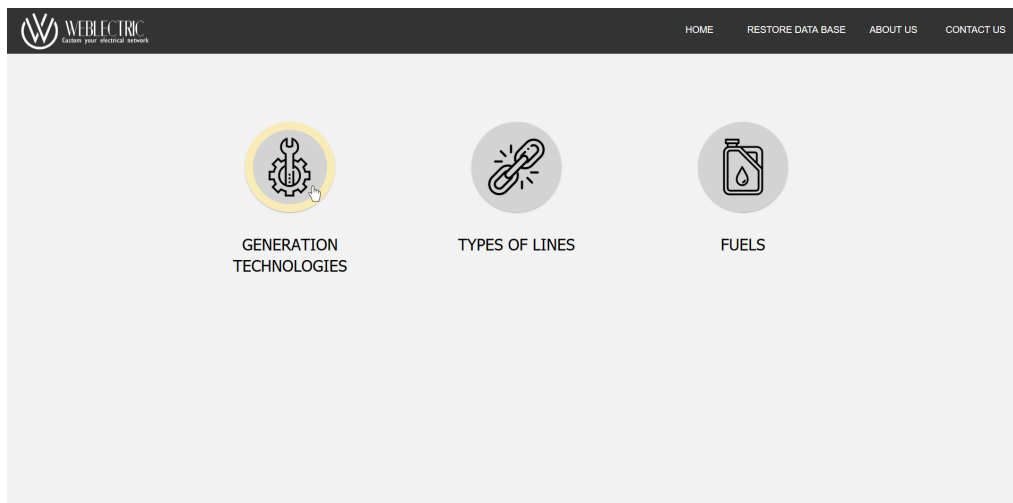 WEBLECTRIC
Custom your electrical network
HOME
RESTORE DATA BASE
ABOUT US
CONTACT US
GENERATION
TECHNOLOGIES
TYPES OF LINES
FUELS